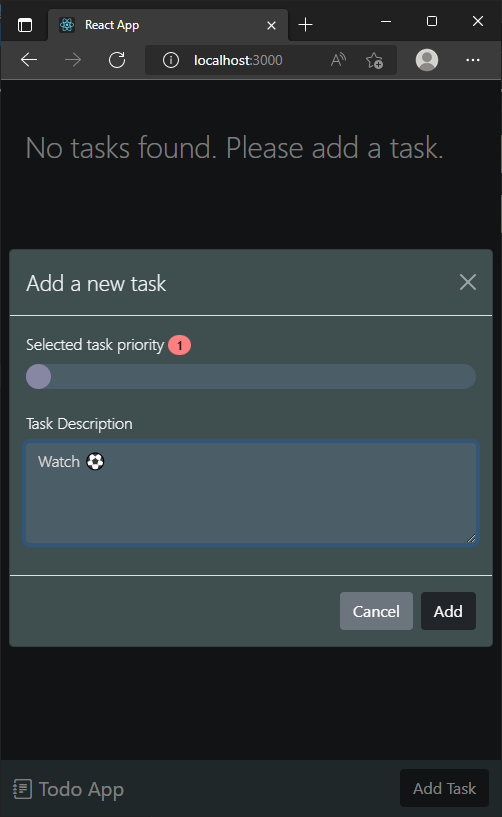 React App
localhost:3000
No tasks found. Please add a task.
Add a new task
Selected task priority 1
Task Description
Watch ⚽
Cancel Add
Todo App Add Task